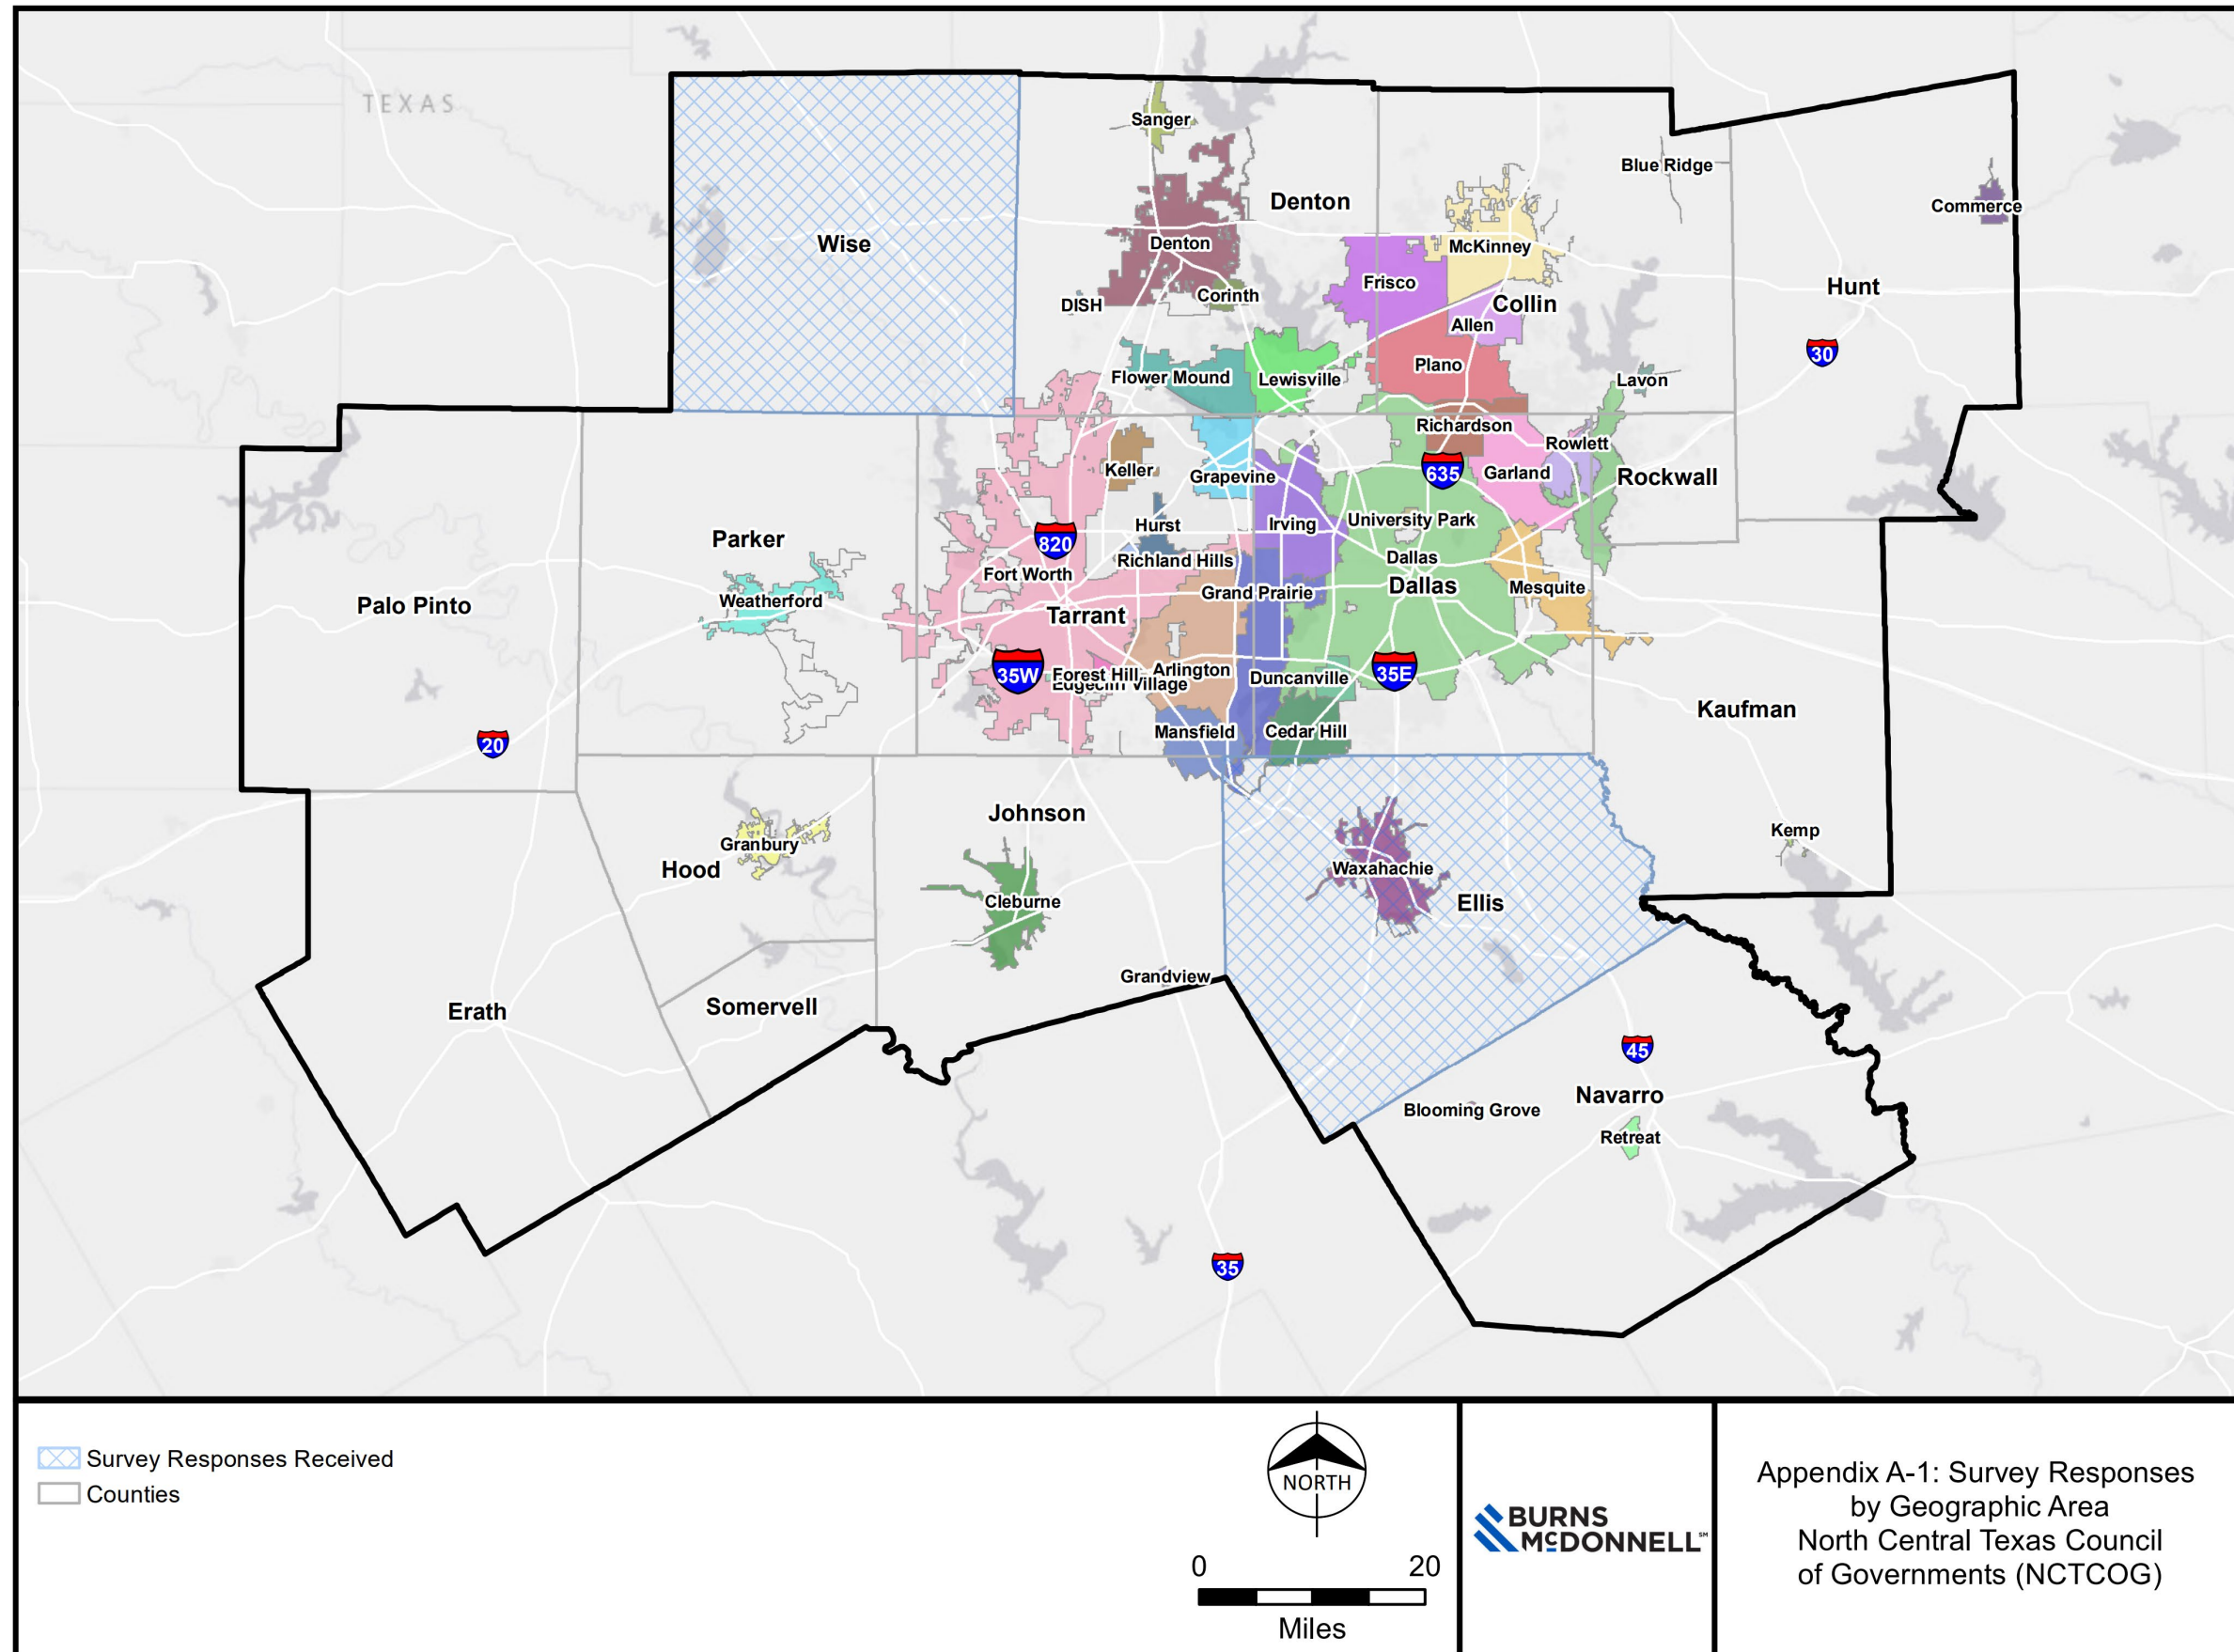 TEXAS
Sanger
Blue Ridge
Denton
Commerce
Wise
Denton
McKinney
Frisco
Hunt
Corinth
DISH
Collin
Allen
30
Plano
Flower Mound
Lewisville
Lavon
Richardson
Rowlett
Keller
Grapevine
635
Garland
Rockwall
Hurst
Irving
University Park
Parker
820
Richland Hills
Dallas
Fort Worth
Grand Prairie
Dallas
Mesquite
Weatherford
Palo Pinto
Tarrant
35W
Forest Hill
Edgecliff Village
Arlington
Duncanville
35E
Kaufman
20
Mansfield
Cedar Hill
Johnson
Kemp
Granbury
Hood
Waxahachie
Cleburne
Ellis
Grandview
Erath
Somervell
45
Navarro
Blooming Grove
Retreat
35
Survey Responses Received
Counties
NORTH
0 20
Miles
BURNS
McDONNELL℠
Appendix A-1: Survey Responses
by Geographic Area
North Central Texas Council
of Governments (NCTCOG)